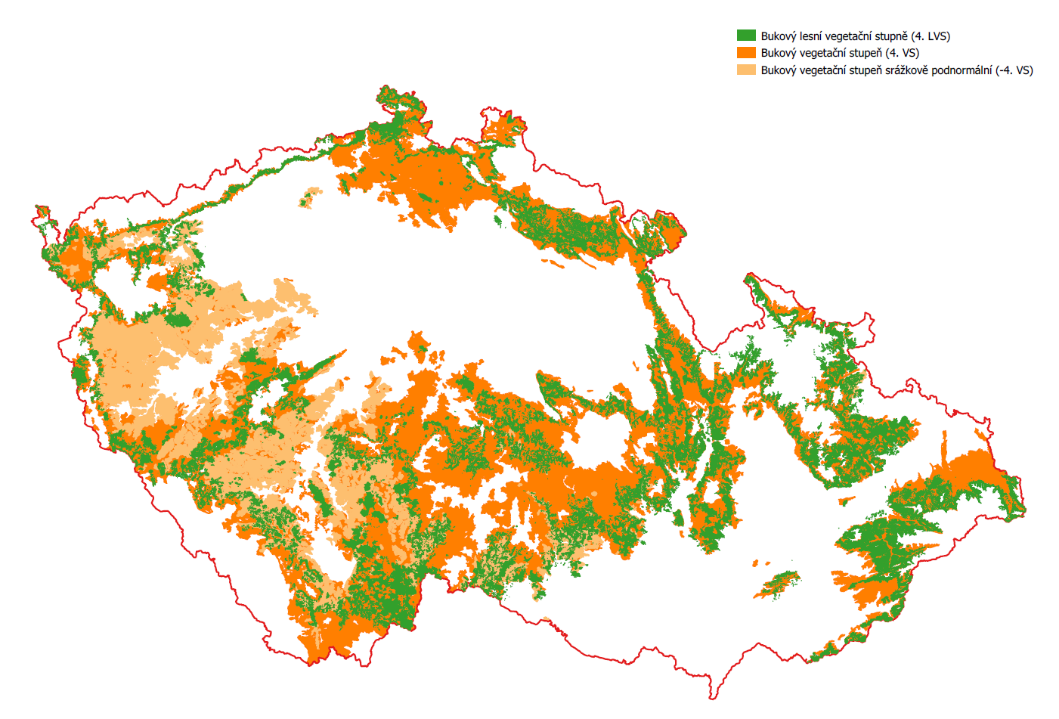 Bukový lesní vegetační stupně (4. LVS)
Bukový vegetační stupeň (4. VS)
Bukový vegetační stupeň srážkově podnormální (-4. VS)